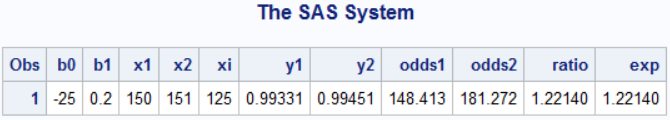 The SAS System
Obs b0 b1 x1 x2 xi y1 y2 odds1 odds2 ratio exp
1 -25 0.2 150 151 125 0.99331 0.99451 148.413 181.272 1.22140 1.22140